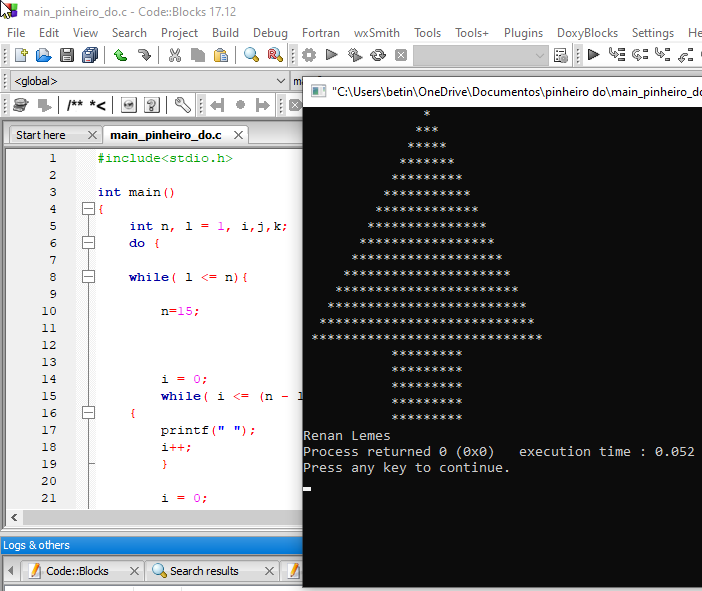 main_pinheiro_do.c - Code::Blocks 17.12
File Edit View Search Project Build Debug Fortran wxSmith Tools Tools+ Plugins DoxyBlocks Settings
<global>
/** *<
"C:\Users\betin\OneDrive\Documentos\pinheiro do\main_pinheiro_do
Start here main_pinheiro_do.c
1 #include<stdio.h>
2
3 int main()
4 {
5 int n, l = 1, i,j,k;
6 do {
7
8 while( l <= n){
9
10 n=15;
11
12
13
14 i = 0;
15 while( i <= (n - l
16 {
17 printf(" ");
18 i++;
19 }
20
21 i = 0;
*
***
*****
*******
*********
***********
*************
***************
*****************
*******************
*********************
***********************
*************************
***************************
*****************************
*********
*********
*********
*********
*********
Renan Lemes
Process returned 0 (0x0) execution time : 0.052
Press any key to continue.
Logs & others
Code::Blocks Search results